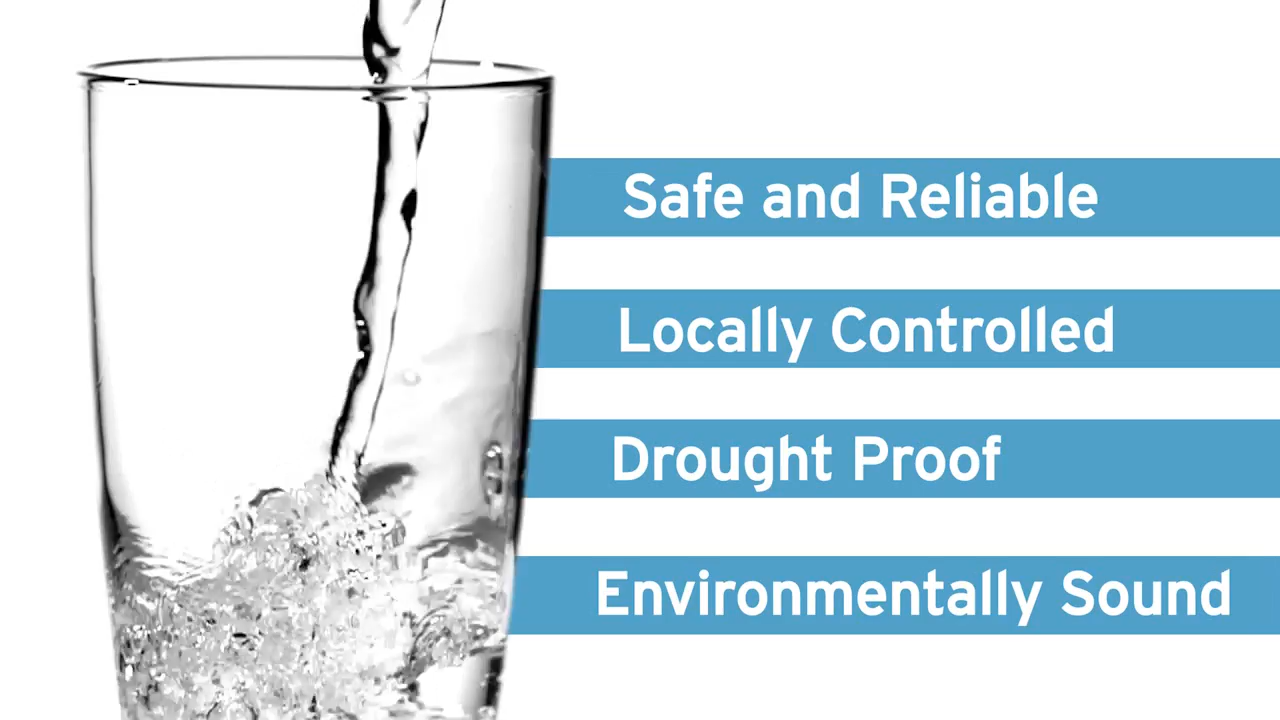 Safe and Reliable
Locally Controlled
Drought Proof
Environmentally Sound